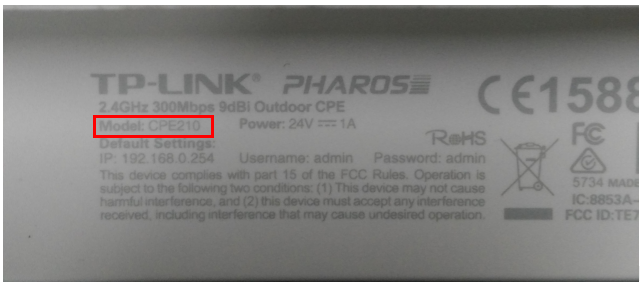 TP-LINK® PHAROS
2.4GHz 300Mbps 9dBi Outdoor CPE
Model: CPE210 Power: 24V⎓1A
Default Settings:
IP: 192.168.0.254 Username: admin Password: admin
This device complies with part 15 of the FCC Rules. Operation is
subject to the following two conditions: (1) This device may not cause
harmful interference, and (2) this device must accept any interference
received, including interference that may cause undesired operation.
RoHS
CE1588
FC
5734 MADE
IC:8853A-
FCC ID:TE7